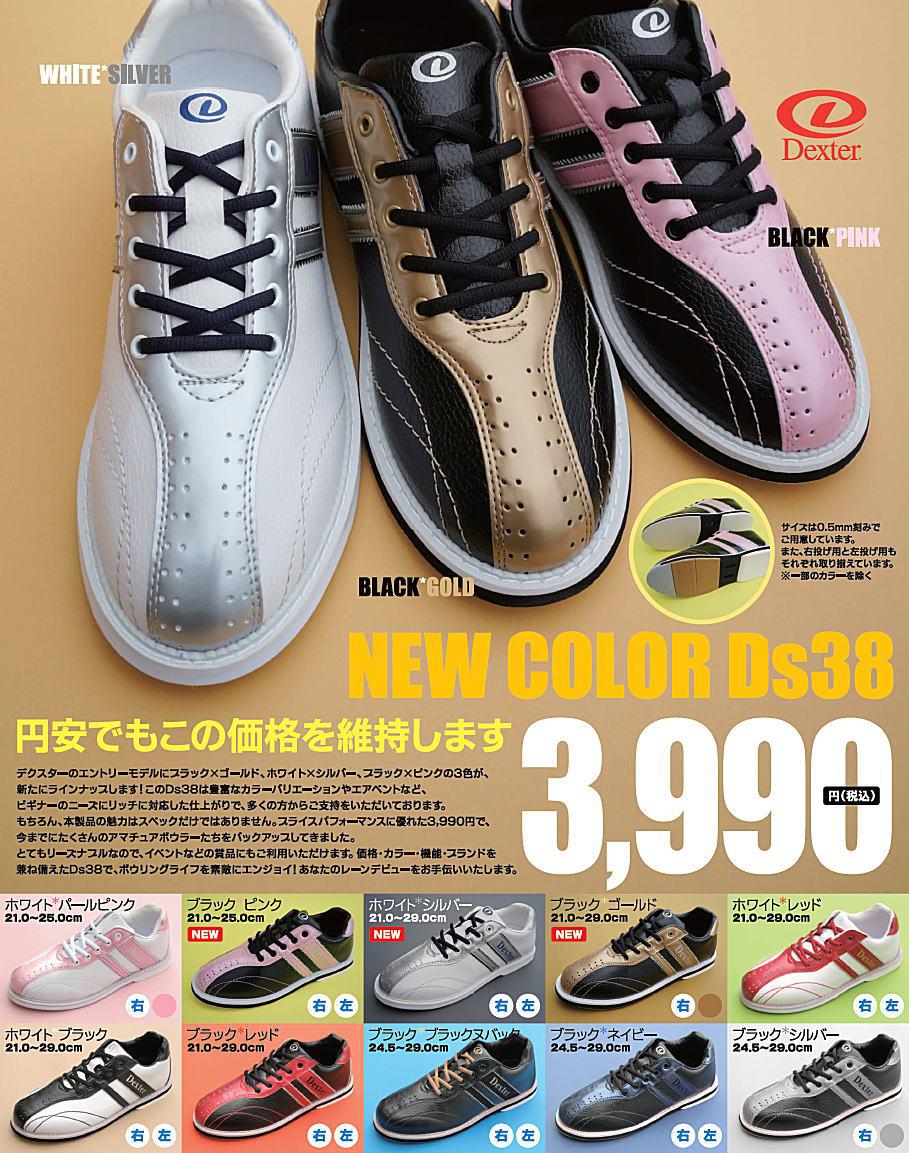 WHITE*SILVER
Dexter
BLACK*PINK
サイズは0.5mm刻みで
ご用意しています。
また、右投げ用と左投げ用も
それぞれ取り揃えています。
※一部のカラーを除く
BLACK*GOLD
NEW COLOR Ds38
円安でもこの価格を維持します
3,990
円(税込)
デクスターのエントリーモデルにブラック×ゴールド、ホワイト×シルバー、ブラック×ピンクの3色が、
新たにラインナップします!このDs38は豊富なカラーバリエーションやエアベントなど、
ビギナーのニーズにリッチに対応した仕上がりで、多くの方からご支持をいただいております。
もちろん、本製品の魅力はスペックだけではありません。プライスパフォーマンスに優れた3,990円で、
今までにたくさんのアマチュアボウラーたちをバックアップしてきました。
とてもリーズナブルなので、イベントなどの賞品にもご利用いただけます。価格・カラー・機能・ブランドを
兼ね備えたDs38で、ボウリングライフを素敵にエンジョイ!あなたのレーンデビューをお手伝いいたします。
ホワイト*パールピンク
21.0~25.0cm
右
ブラック ピンク
21.0~25.0cm
NEW
右 左
ホワイト*シルバー
21.0~29.0cm
NEW
Dexter
右 左
ブラック*ゴールド
21.0~29.0cm
NEW
Dexter
右
ホワイト*レッド
21.0~29.0cm
Dexter
右 左
ホワイト ブラック
21.0~29.0cm
Dexter
右 左
ブラック*レッド
21.0~29.0cm
Dexter
右 左
ブラック*ブラックヌバック
24.5~29.0cm
Dexter
右 左
ブラック*ネイビー
24.5~29.0cm
Dexter
右 左
ブラック*シルバー
24.5~29.0cm
Dexter
右